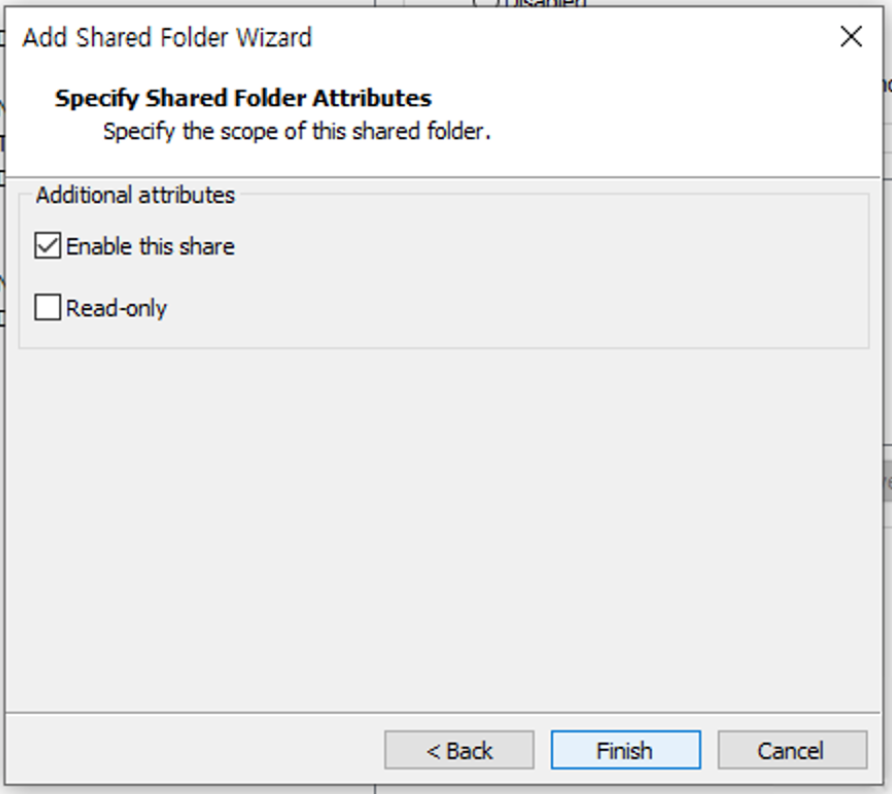 Disabled
Add Shared Folder Wizard
Specify Shared Folder Attributes
Specify the scope of this shared folder.
Additional attributes
Enable this share
Read-only
< Back
Finish
Cancel